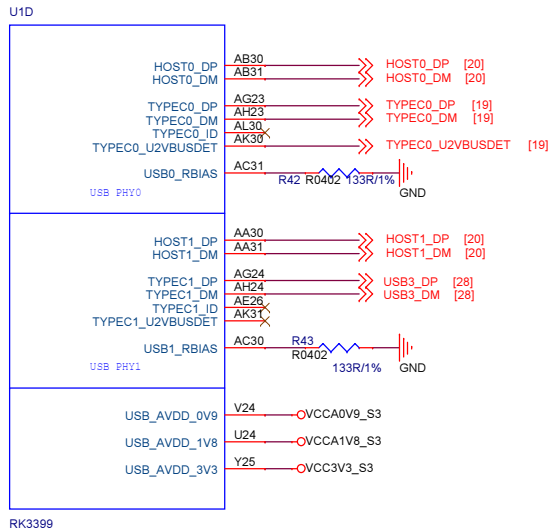 U1D
HOST0_DP AB30 HOST0_DP [20]
HOST0_DM AB31 HOST0_DM [20]
TYPEC0_DP AG23 TYPEC0_DP [19]
TYPEC0_DM AH23 TYPEC0_DM [19]
TYPEC0_ID AL30
TYPEC0_U2VBUSDET AK30 TYPEC0_U2VBUSDET [19]
USB0_RBIAS AC31 R42 R0402 133R/1%
USB PHY0 GND
HOST1_DP AA30 HOST1_DP [20]
HOST1_DM AA31 HOST1_DM [20]
TYPEC1_DP AG24 USB3_DP [28]
TYPEC1_DM AH24 USB3_DM [28]
TYPEC1_ID AE26
TYPEC1_U2VBUSDET AK31
USB1_RBIAS AC30 R43
R0402
USB PHY1 133R/1% GND
USB_AVDD_0V9 V24 VCCA0V9_S3
USB_AVDD_1V8 U24 VCCA1V8_S3
USB_AVDD_3V3 Y25 VCC3V3_S3
RK3399